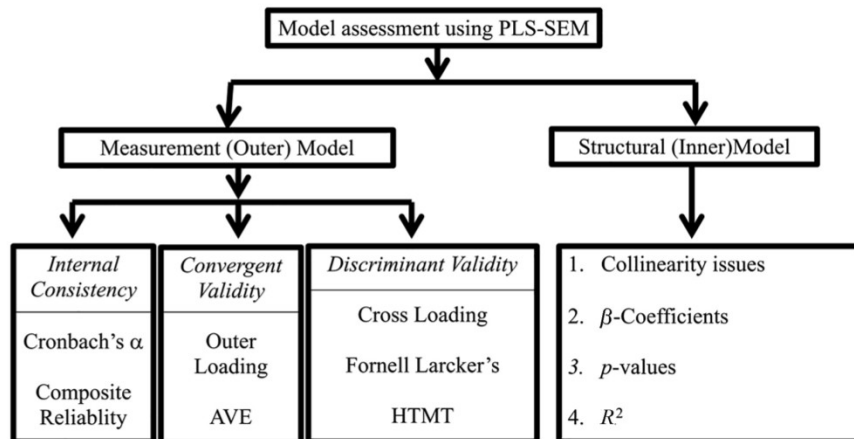 Model assessment using PLS-SEM
Measurement (Outer) Model
Structural (Inner)Model
Internal
Consistency
Cronbach's α
Composite
Reliablity
Convergent
Validity
Outer
Loading
AVE
Discriminant Validity
Cross Loading
Fornell Larcker's
HTMT
1. Collinearity issues
2. β-Coefficients
3. p-values
4. R²